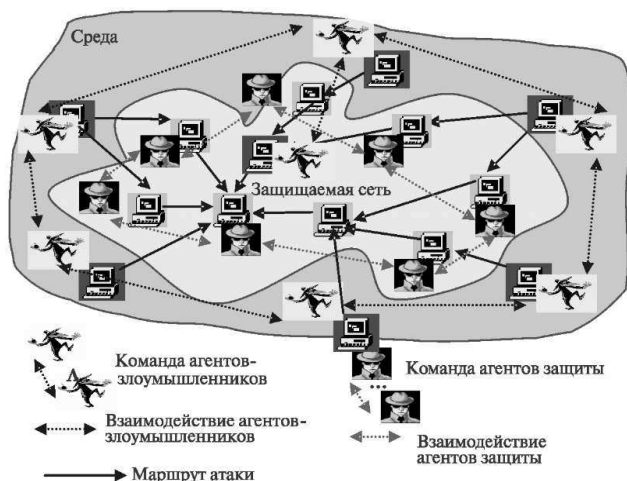 Среда
Защищаемая сеть
Команда агентов-
злоумышленников
Команда агентов защиты
...
Взаимодействие агентов-
злоумышленников
Взаимодействие
агентов защиты
Маршрут атаки